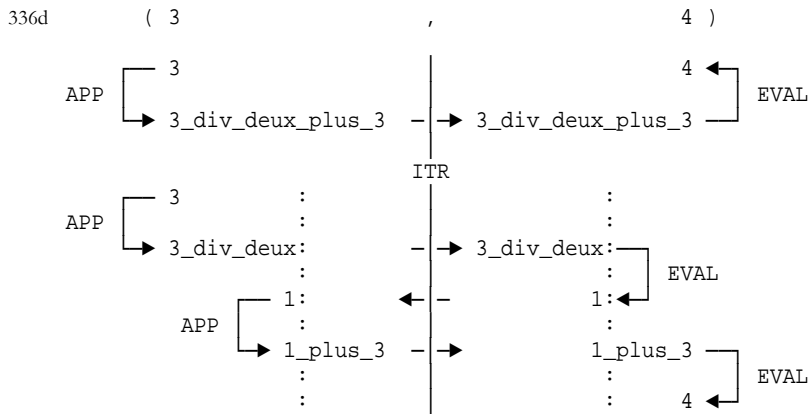 336d ( 3 , 4 )
3 4
APP EVAL
3_div_deux_plus_3 3_div_deux_plus_3
ITR
3 :
:
APP
3_div_deux: 3_div_deux:
: :
EVAL
1: 1:
APP : :
1_plus_3 1_plus_3
: :
EVAL
: : 4